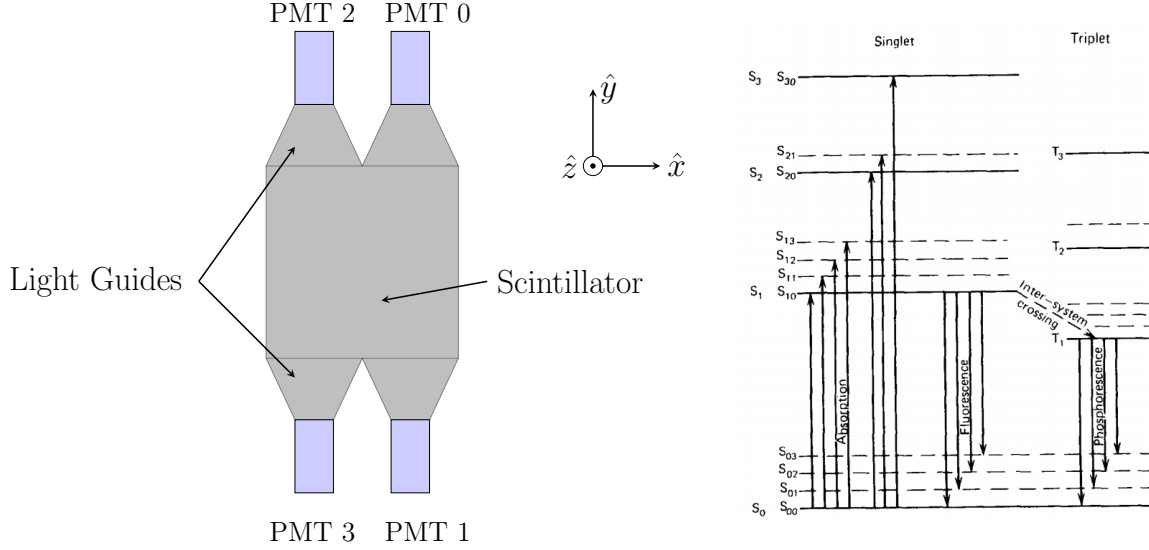 PMT 2
PMT 0
ŷ
ẑ
x̂
Light Guides
Scintillator
PMT 3
PMT 1
Singlet
Triplet
S₃ S₃₀
S₂₁
T₃
S₂ S₂₀
S₁₃
T₂
S₁₂
S₁₁
S₁ S₁₀
Inter-system
crossing
T₁
Absorption
Fluorescence
Phosphorescence
S₀₃
S₀₂
S₀₁
S₀ S₀₀